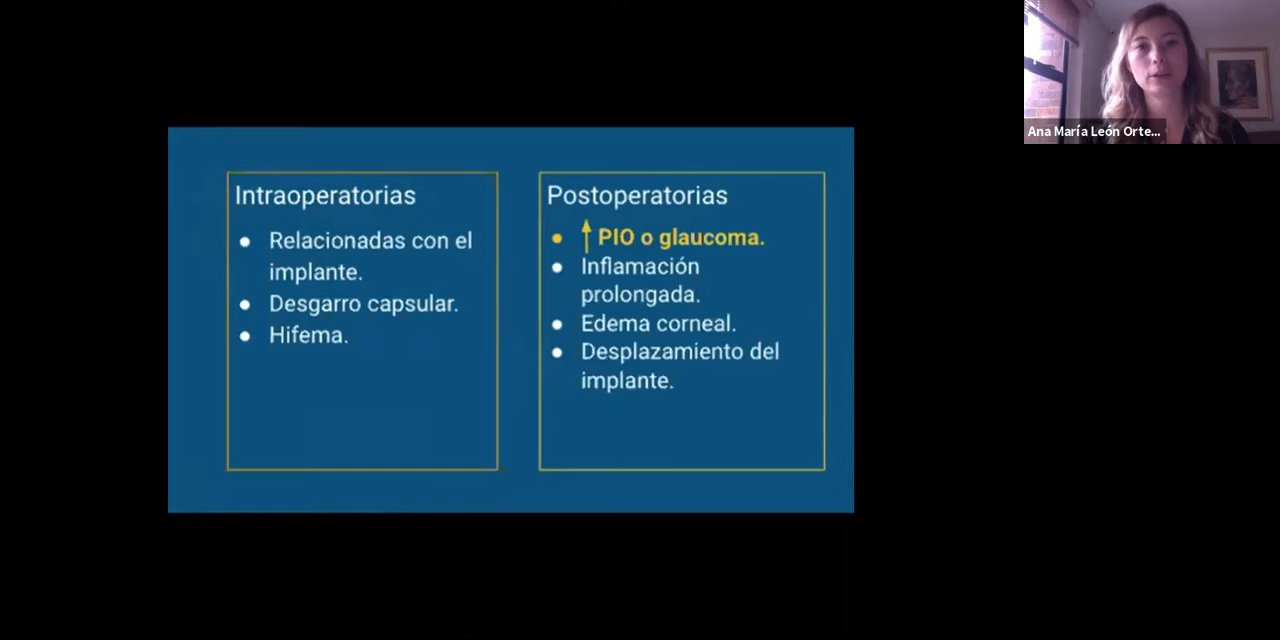 Intraoperatorias
● Relacionadas con el
implante.
● Desgarro capsular.
● Hifema.
Postoperatorias
● ↑ PIO o glaucoma.
● Inflamación
prolongada.
● Edema corneal.
● Desplazamiento del
implante.
Ana María León Orte...